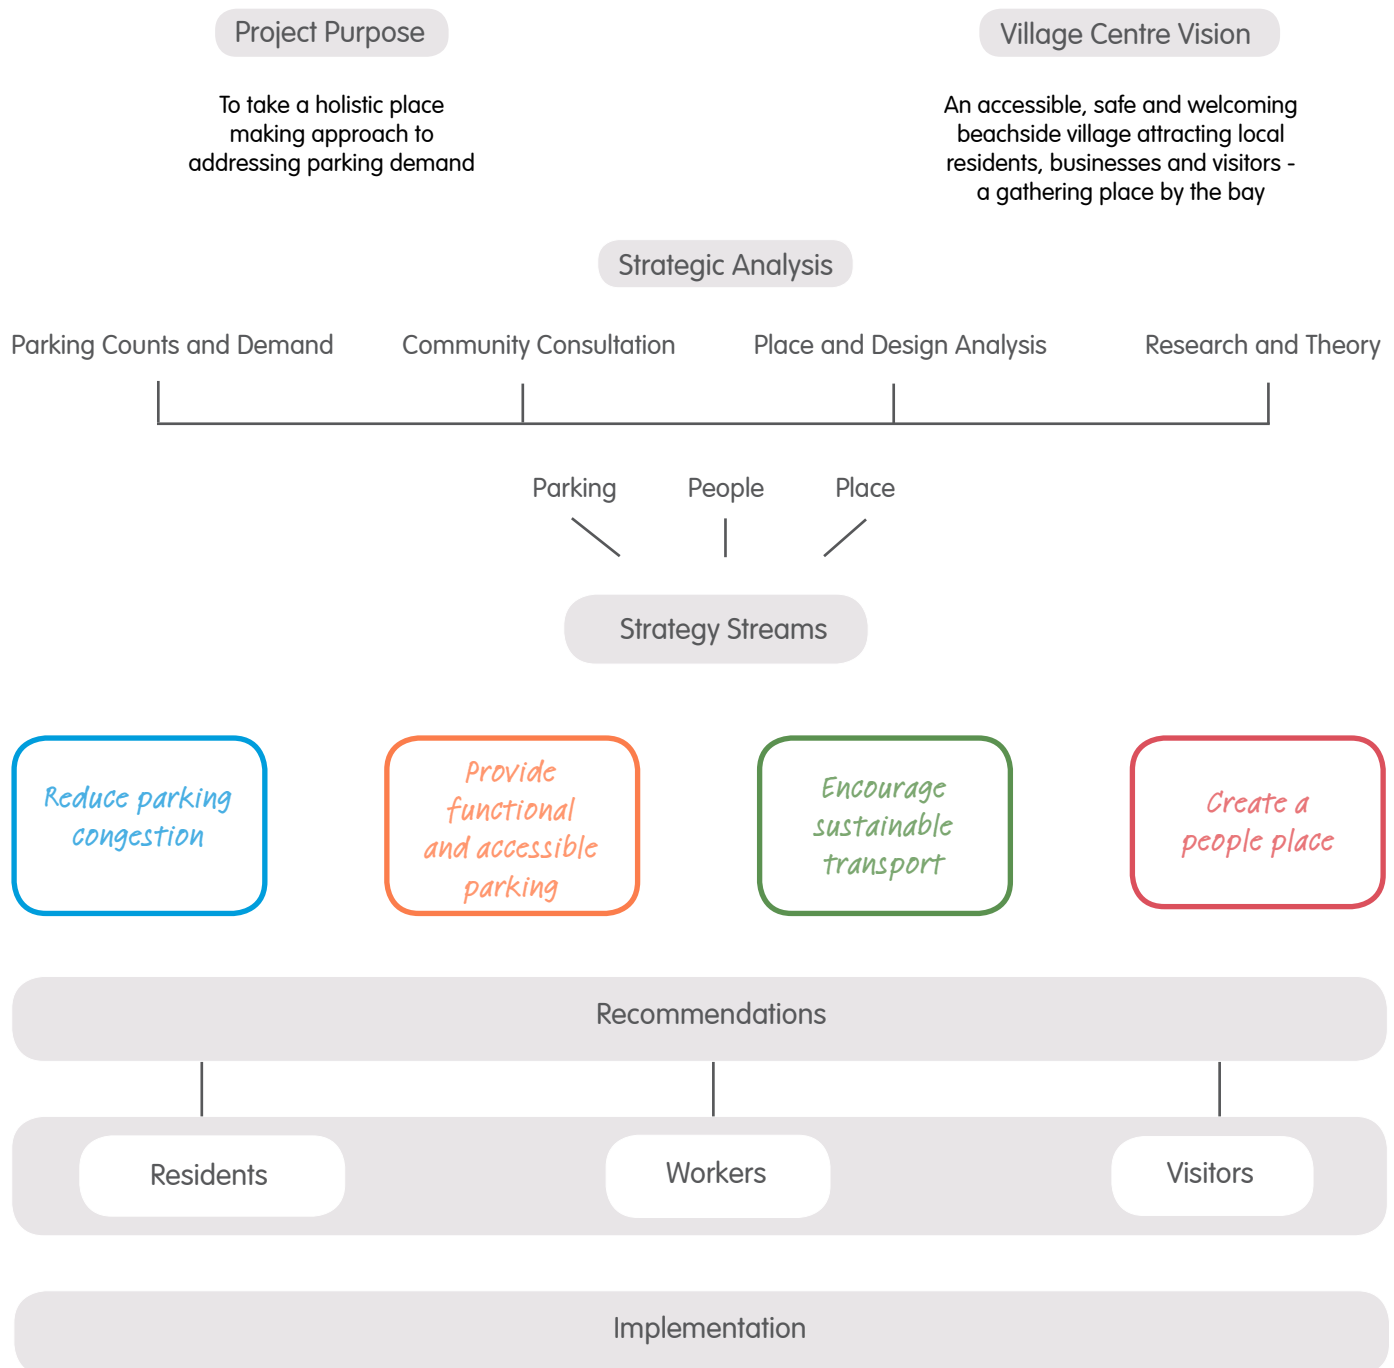 Project Purpose
To take a holistic place
making approach to
addressing parking demand
Village Centre Vision
An accessible, safe and welcoming
beachside village attracting local
residents, businesses and visitors -
a gathering place by the bay
Strategic Analysis
Parking Counts and Demand
Community Consultation
Place and Design Analysis
Research and Theory
Parking
People
Place
Strategy Streams
Reduce parking
congestion
Provide
functional
and accessible
parking
Encourage
sustainable
transport
Create a
people place
Recommendations
Residents
Workers
Visitors
Implementation